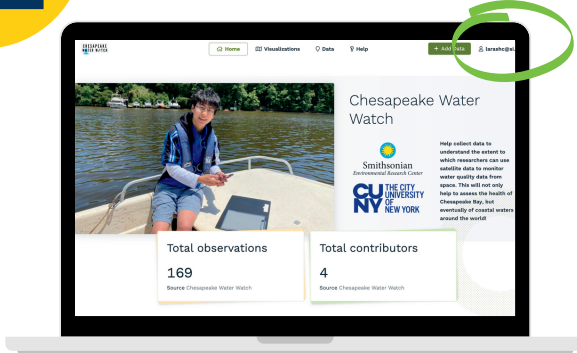 CHESAPEAKE
WATER WATCH
Home
Visualizations
Data
Help
+ Add Data
larashc@si.
Chesapeake Water
Watch
Smithsonian
Environmental Research Center
CU
NY
THE CITY
UNIVERSITY
OF
NEW YORK
Help collect data to
understand the extent to
which researchers can use
satellite data to monitor
water quality data from
space. This will not only
help to assess the health of
Chesapeake Bay, but
eventually of coastal waters
around the world!
Total observations
169
Source Chesapeake Water Watch
Total contributors
4
Source Chesapeake Water Watch